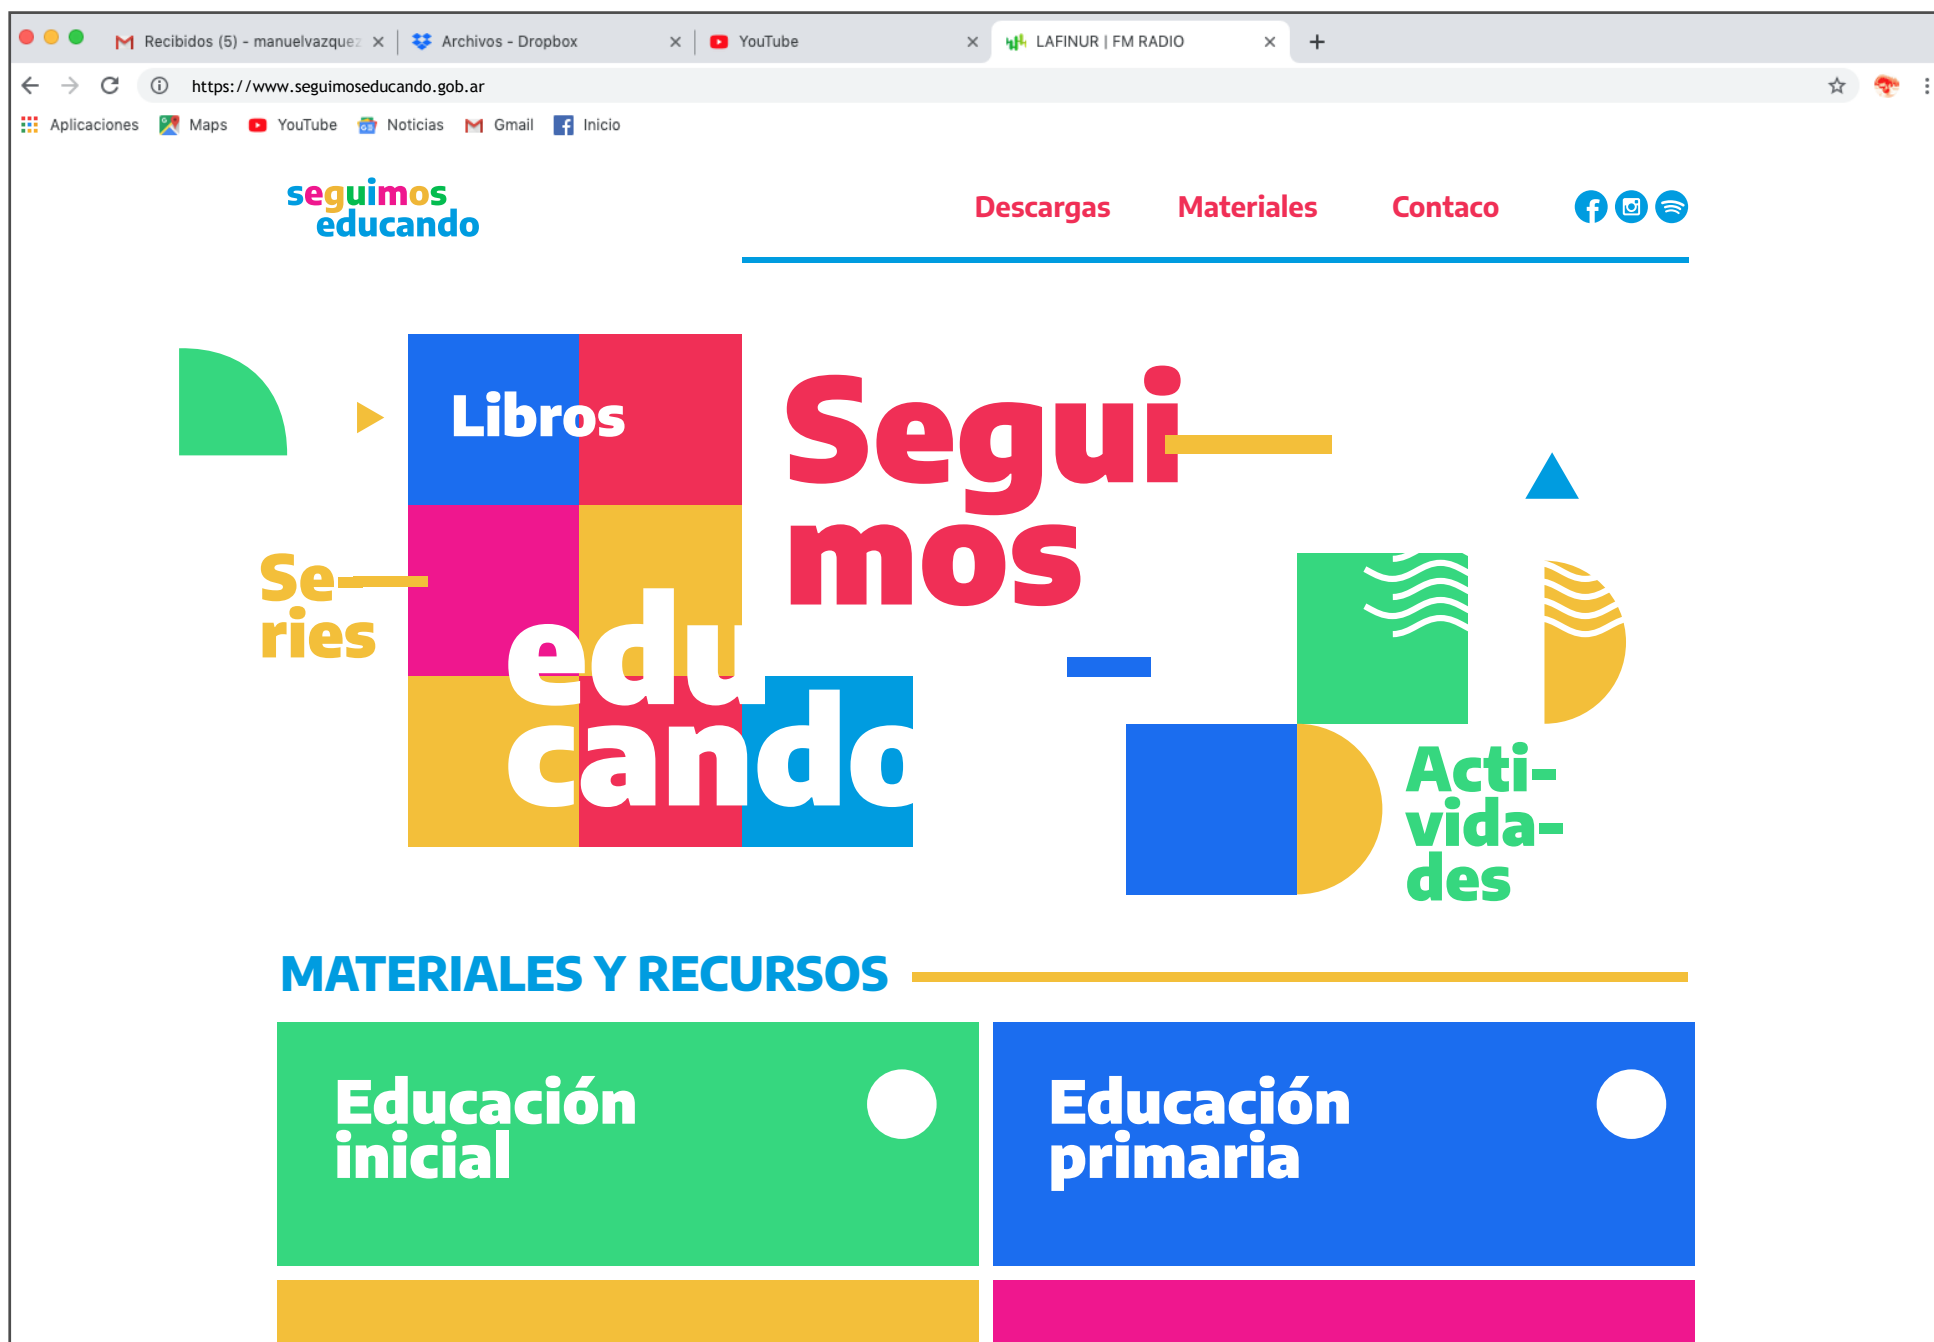 Recibidos (5) - manuelvazquez
Archivos - Dropbox
YouTube
LAFINUR | FM RADIO
https://www.seguimoseducando.gob.ar
Aplicaciones
Maps
YouTube
Noticias
Gmail
Inicio
seguimos
educando
Descargas
Materiales
Contaco
Libros
Segui
mos
Se-
ries
edu
cando
Acti-
vida-
des
MATERIALES Y RECURSOS
Educación
inicial
Educación
primaria